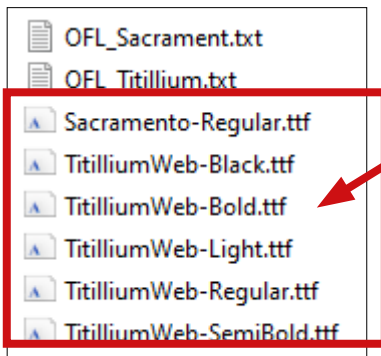 OFL_Sacrament.txt
OFL_Titillium.txt
Sacramento-Regular.ttf
TitilliumWeb-Black.ttf
TitilliumWeb-Bold.ttf
TitilliumWeb-Light.ttf
TitilliumWeb-Regular.ttf
TitilliumWeb-SemiBold.ttf